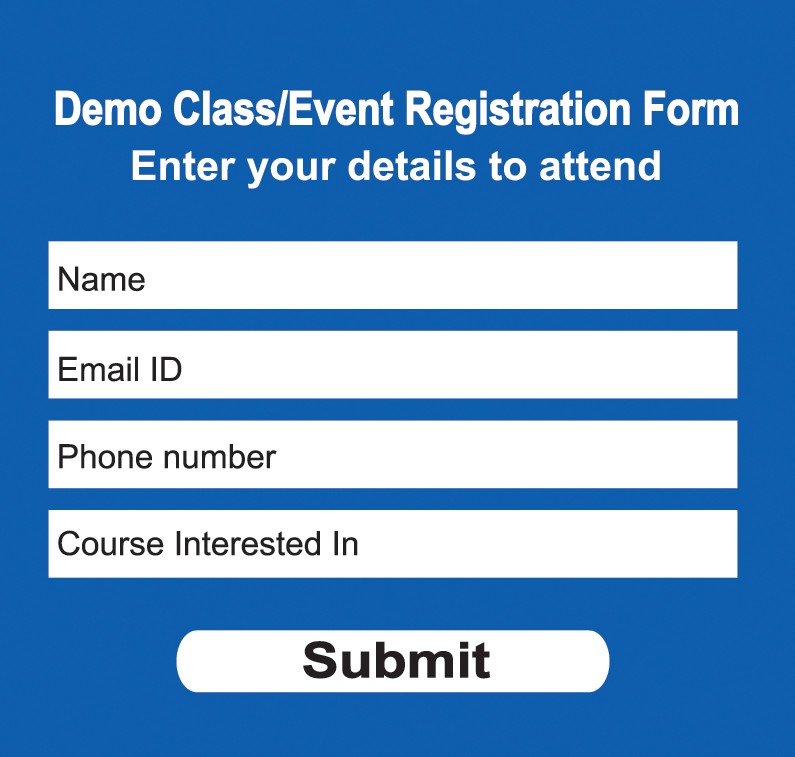 Demo Class/Event Registration Form
Enter your details to attend
Name
Email ID
Phone number
Course Interested In
Submit